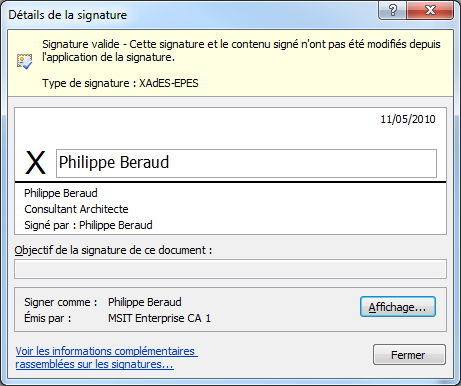 Détails de la signature
Signature valide - Cette signature et le contenu signé n'ont pas été modifiés depuis
l'application de la signature.
Type de signature : XAdES-EPES
11/05/2010
X Philippe Beraud
Philippe Beraud
Consultant Architecte
Signé par : Philippe Beraud
Objectif de la signature de ce document :
Signer comme : Philippe Beraud
Affichage...
Émis par : MSIT Enterprise CA 1
Voir les informations complémentaires
rassemblées sur les signatures...
Fermer